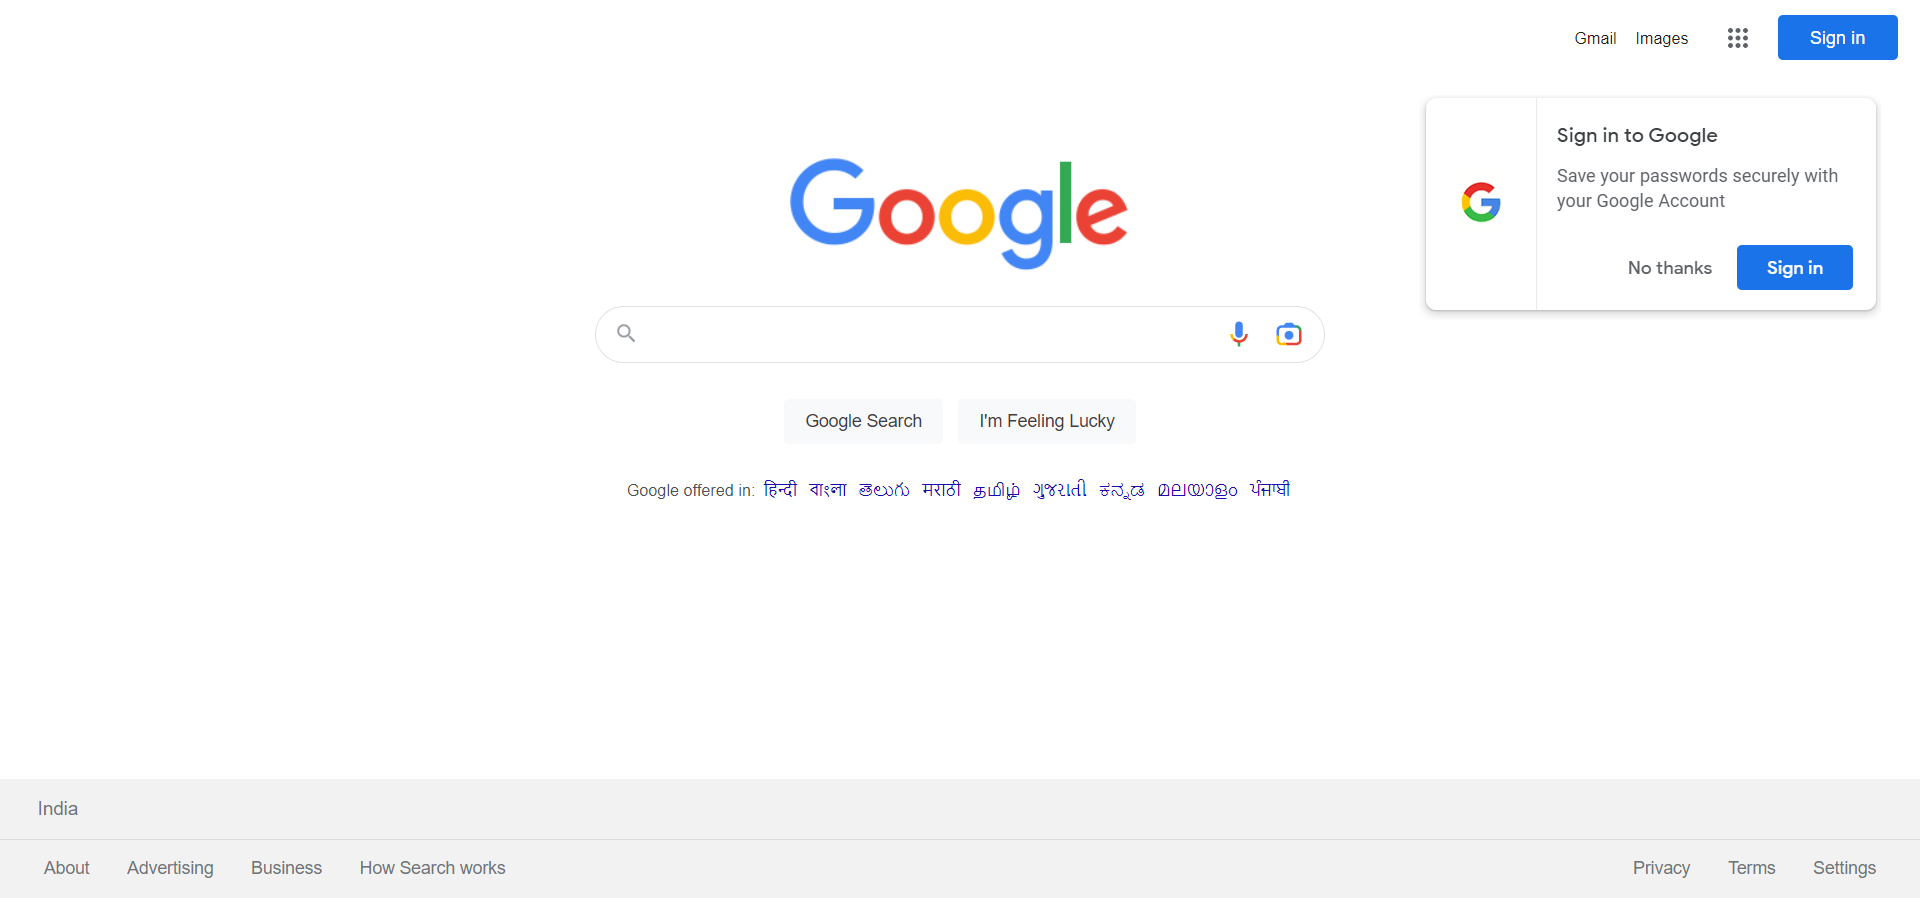 Gmail Images Sign in
Google
Sign in to Google
Save your passwords securely with
your Google Account
No thanks Sign in
Google Search I'm Feeling Lucky
Google offered in: हिन्दी বাংলা తెలుగు मराठी தமிழ் ગુજરાતી ಕನ್ನಡ മലയാളം ਪੰਜਾਬੀ
India
About Advertising Business How Search works Privacy Terms Settings